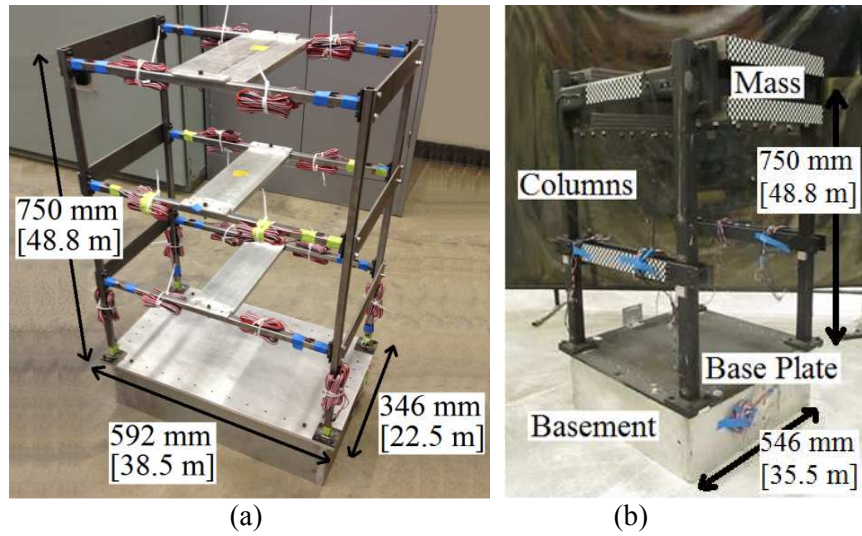 750 mm
[48.8 m]
592 mm
[38.5 m]
346 mm
[22.5 m]
(a)
Mass
750 mm
[48.8 m]
Columns
Base Plate
Basement
546 mm
[35.5 m]
(b)